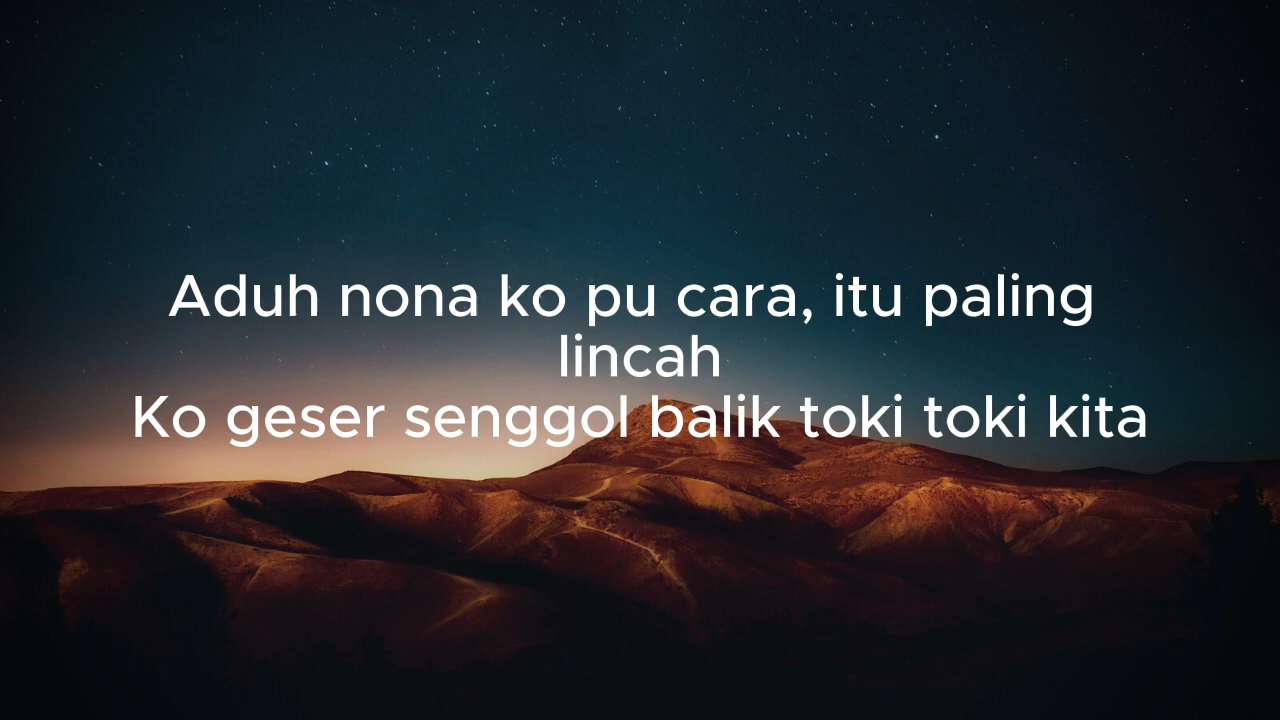 Aduh nona ko pu cara, itu paling
lincah
Ko geser senggol balik toki toki kita